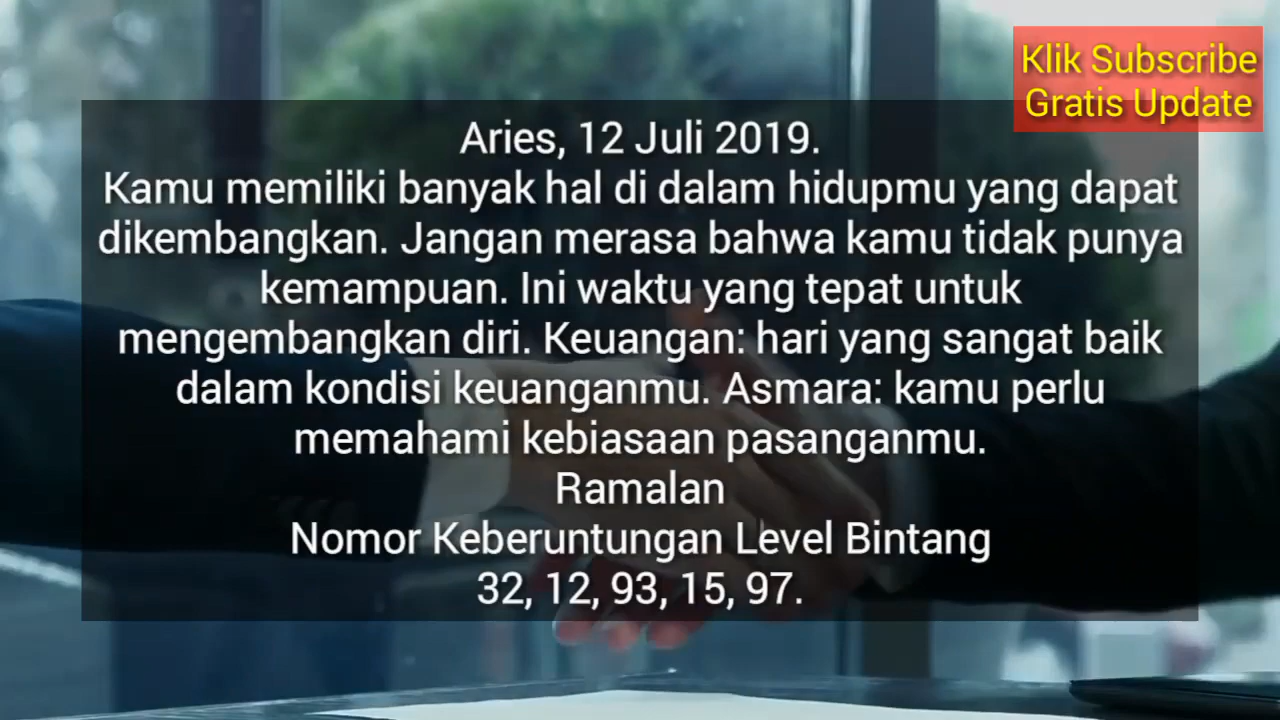 Klik Subscribe
Gratis Update
Aries, 12 Juli 2019.
Kamu memiliki banyak hal di dalam hidupmu yang dapat
dikembangkan. Jangan merasa bahwa kamu tidak punya
kemampuan. Ini waktu yang tepat untuk
mengembangkan diri. Keuangan: hari yang sangat baik
dalam kondisi keuanganmu. Asmara: kamu perlu
memahami kebiasaan pasanganmu.
Ramalan
Nomor Keberuntungan Level Bintang
32, 12, 93, 15, 97.